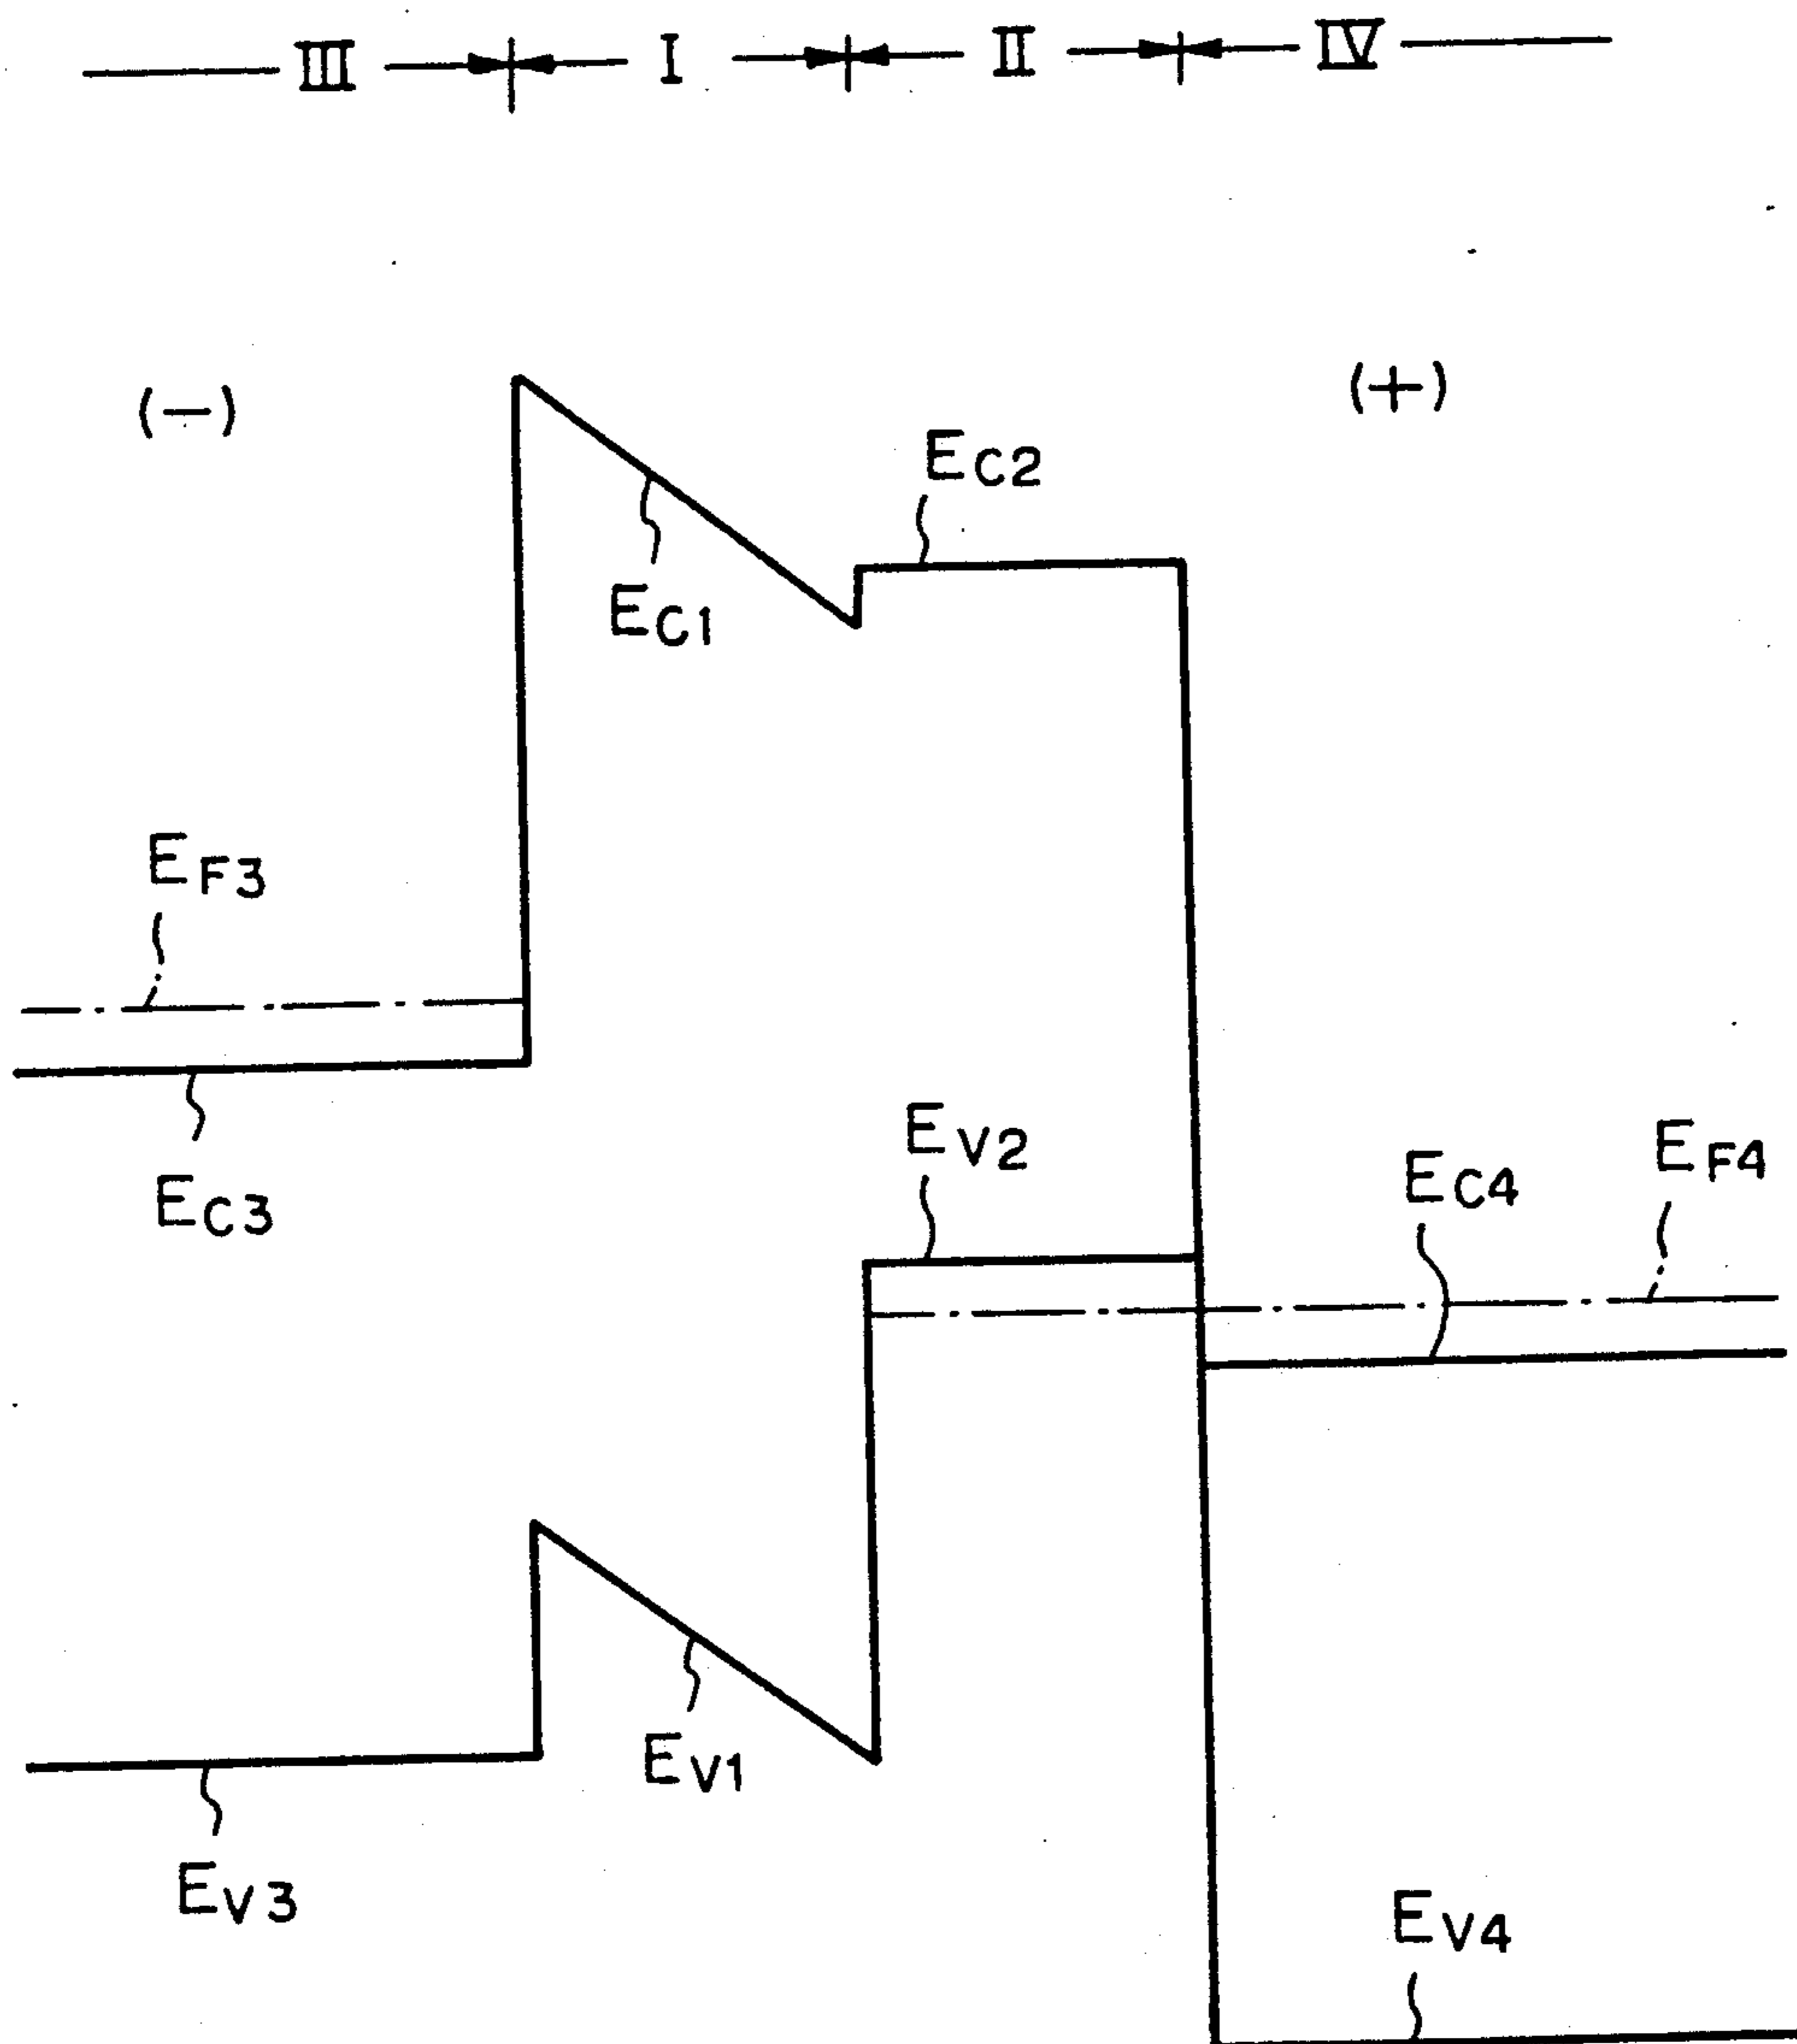 III I II IV
(-) (+)
EC2
EC1
EF3
EV2
EC4 EF4
EC3
EV1
EV3
EV4